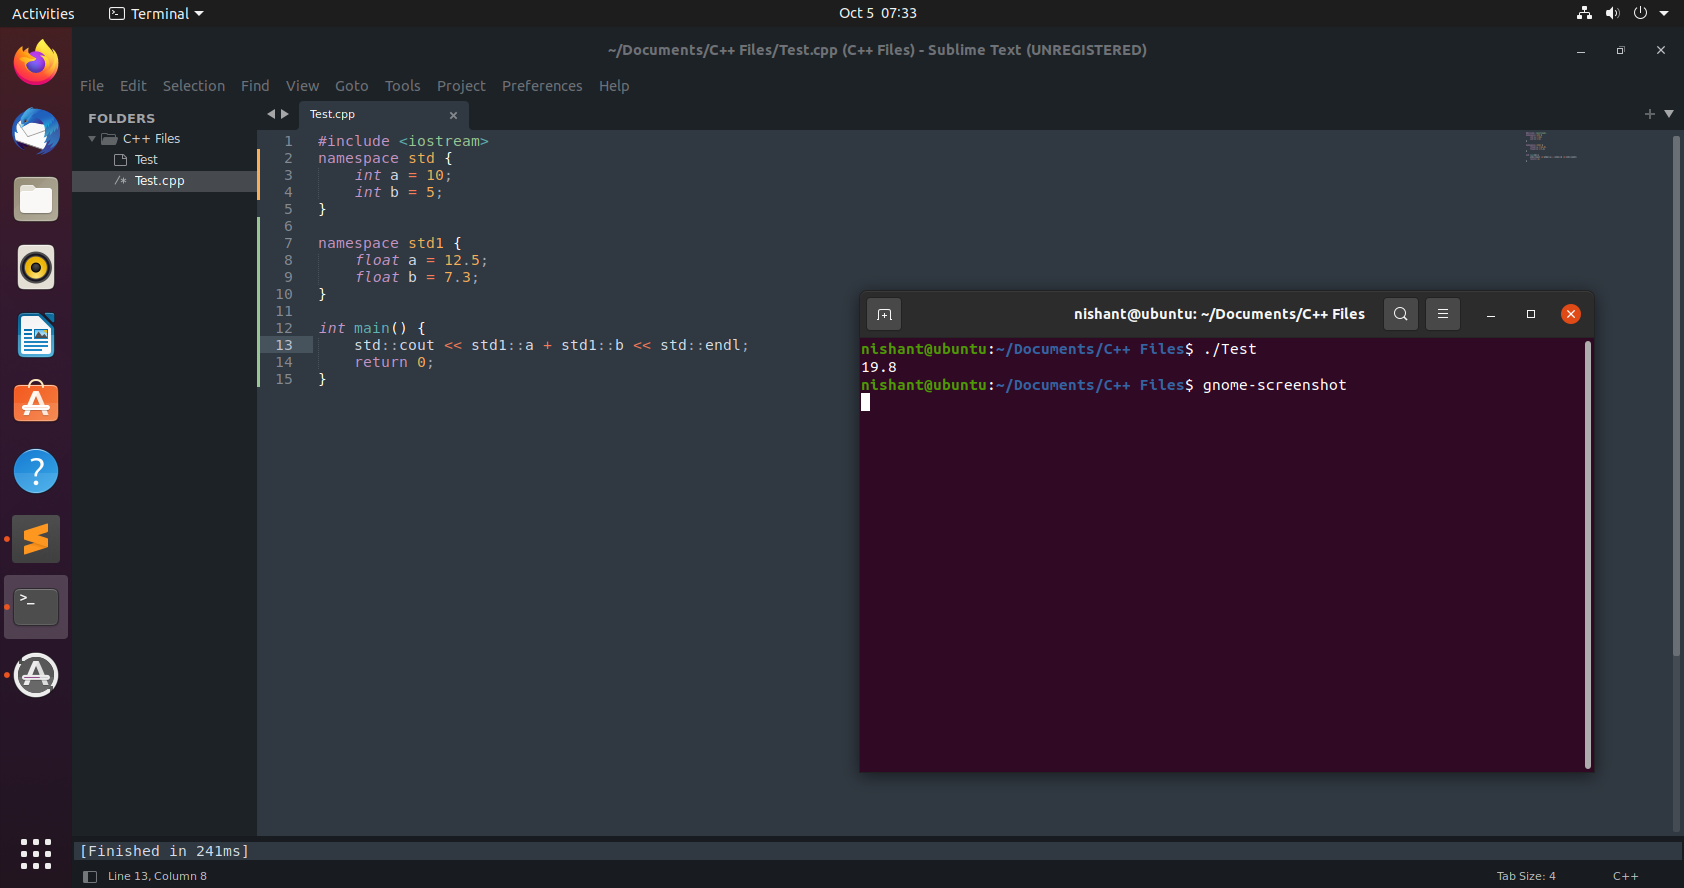 Activities
Terminal
Oct 5 07:33
~/Documents/C++ Files/Test.cpp (C++ Files) - Sublime Text (UNREGISTERED)
File Edit Selection Find View Goto Tools Project Preferences Help
FOLDERS
C++ Files
Test
/* Test.cpp
Test.cpp
1 #include <iostream>
2 namespace std {
3     int a = 10;
4     int b = 5;
5 }
6
7 namespace std1 {
8     float a = 12.5;
9     float b = 7.3;
10 }
11
12 int main() {
13     std::cout << std1::a + std1::b << std::endl;
14     return 0;
15 }
nishant@ubuntu: ~/Documents/C++ Files
nishant@ubuntu:~/Documents/C++ Files$ ./Test
19.8
nishant@ubuntu:~/Documents/C++ Files$ gnome-screenshot
[Finished in 241ms]
Line 13, Column 8
Tab Size: 4
C++